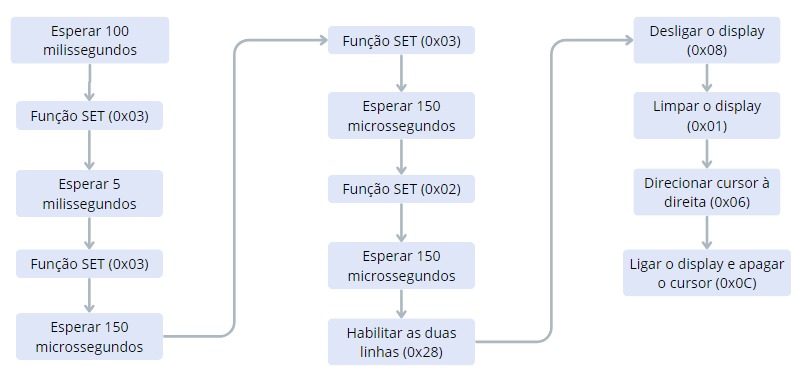 Esperar 100
milissegundos
Função SET (0x03)
Esperar 5
milissegundos
Função SET (0x03)
Esperar 150
microssegundos
Função SET (0x03)
Esperar 150
microssegundos
Função SET (0x02)
Esperar 150
microssegundos
Habilitar as duas
linhas (0x28)
Desligar o display
(0x08)
Limpar o display
(0x01)
Direcionar cursor à
direita (0x06)
Ligar o display e apagar
o cursor (0x0C)